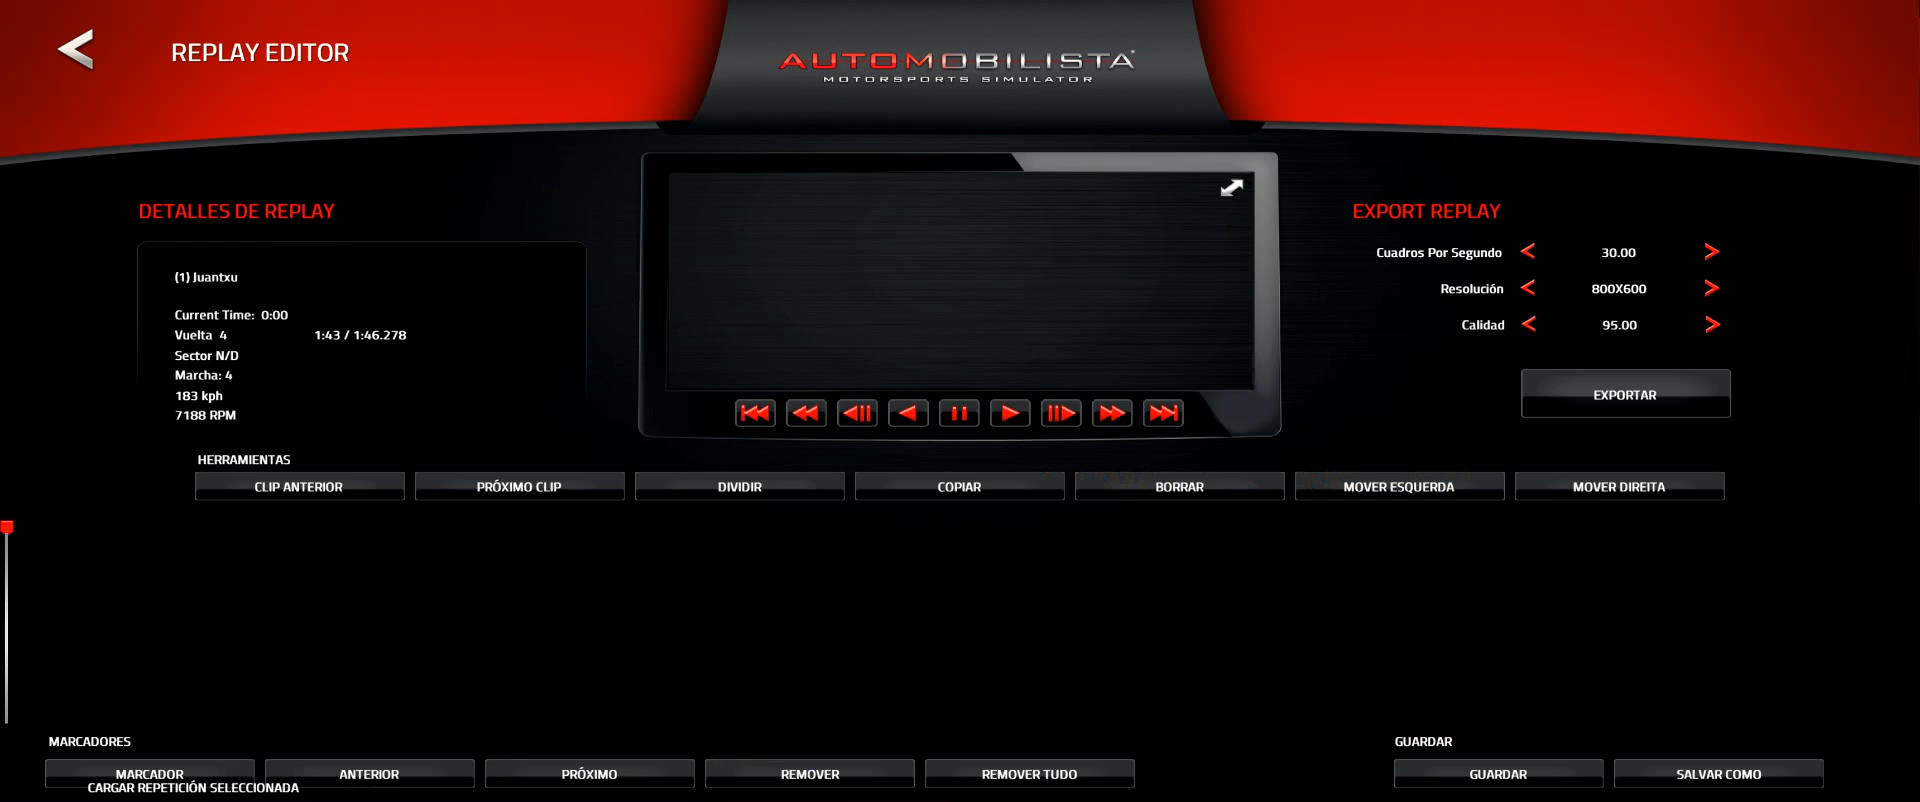 REPLAY EDITOR
AUTOMOBILISTA
MOTORSPORTS SIMULATOR
DETALLES DE REPLAY
(1) Juantxu
Current Time: 0:00
Vuelta 4 1:43 / 1:46.278
Sector N/D
Marcha: 4
183 kph
7188 RPM
EXPORT REPLAY
Cuadros Por Segundo 30.00
Resolución 800X600
Calidad 95.00
EXPORTAR
HERRAMIENTAS
CLIP ANTERIOR PRÓXIMO CLIP DIVIDIR COPIAR BORRAR MOVER ESQUERDA MOVER DIREITA
MARCADORES GUARDAR
MARCADOR ANTERIOR PRÓXIMO REMOVER REMOVER TUDO GUARDAR SALVAR COMO
CARGAR REPETICIÓN SELECCIONADA